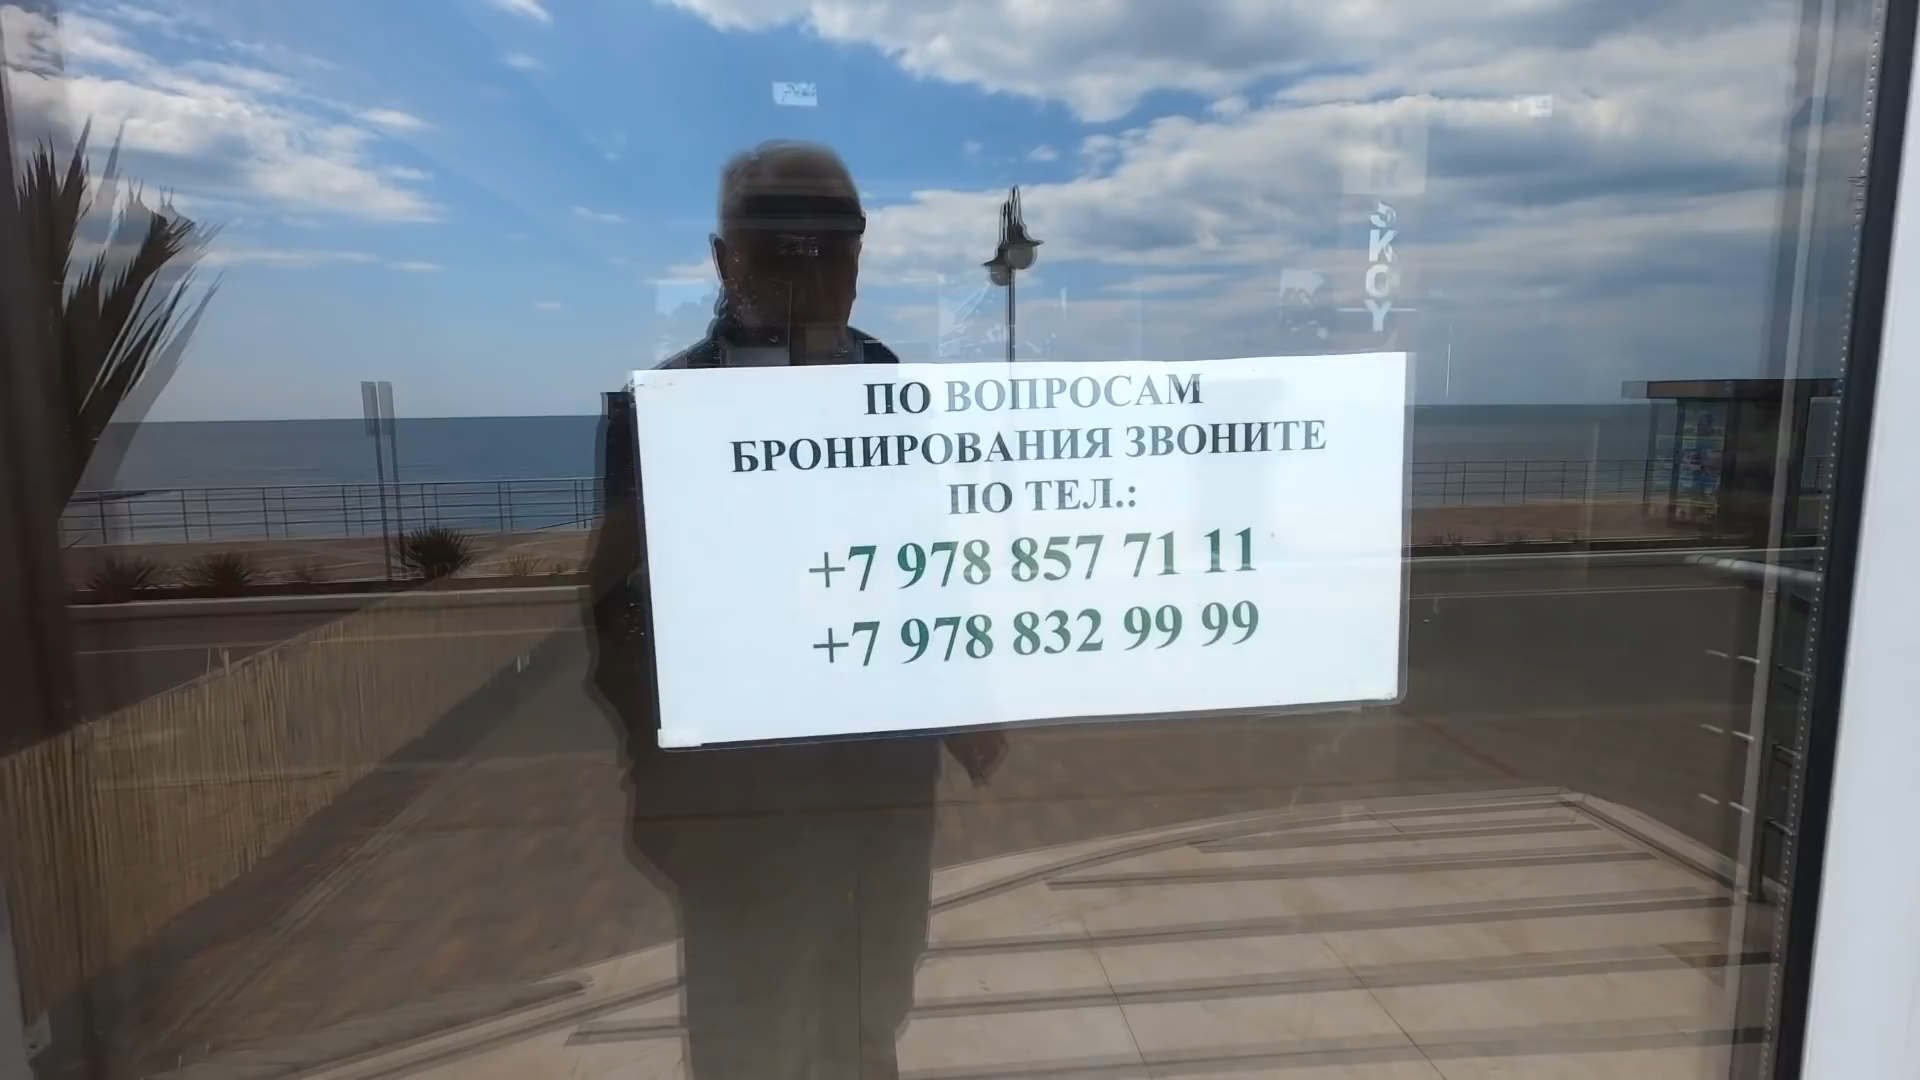 ПО ВОПРОСАМ
БРОНИРОВАНИЯ ЗВОНИТЕ
ПО ТЕЛ.:
+7 978 857 71 11
+7 978 832 99 99